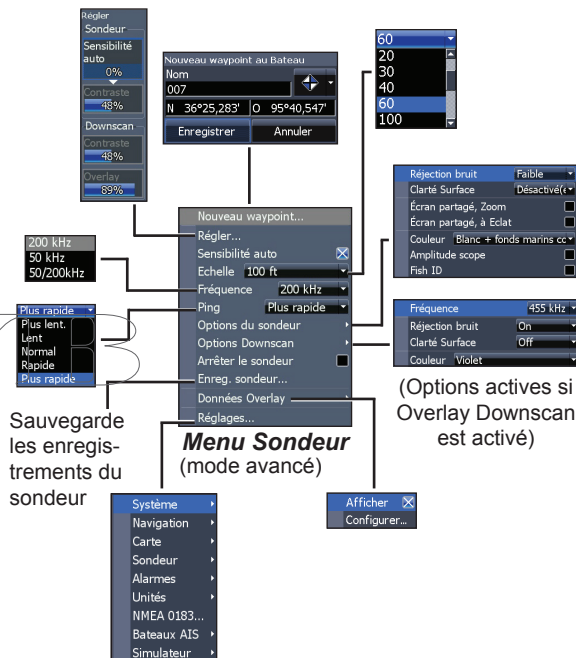 Régler
Sondeur
Sensibilité
auto
0%
Contraste
48%
Downscan
Contraste
48%
Overlay
89%
Nouveau waypoint au Bateau
Nom
007
N 36°25,283' O 95°40,547'
Enregistrer Annuler
60
20
30
40
60
100
Nouveau waypoint...
Régler...
Sensibilité auto
Echelle 100 ft
Fréquence 200 kHz
Ping Plus rapide
Options du sondeur
Options Downscan
Arrêter le sondeur
Enreg. sondeur...
Données Overlay
Réglages...
200 kHz
50 kHz
50/200kHz
Plus rapide
Plus lent.
Lent
Normal
Rapide
Plus rapide
Réjection bruit Faible
Clarté Surface Désactivé(e
Écran partagé, Zoom
Écran partagé, à Eclat
Couleur Blanc + fonds marins cc
Amplitude scope
Fish ID
Fréquence 455 kHz
Réjection bruit On
Clarté Surface Off
Couleur Violet
(Options actives si
Overlay Downscan
est activé)
Sauvegarde
les enregis-
trements du
sondeur
Menu Sondeur
(mode avancé)
Afficher
Configurer...
Système
Navigation
Carte
Sondeur
Alarmes
Unités
NMEA 0183...
Bateaux AIS
Simulateur